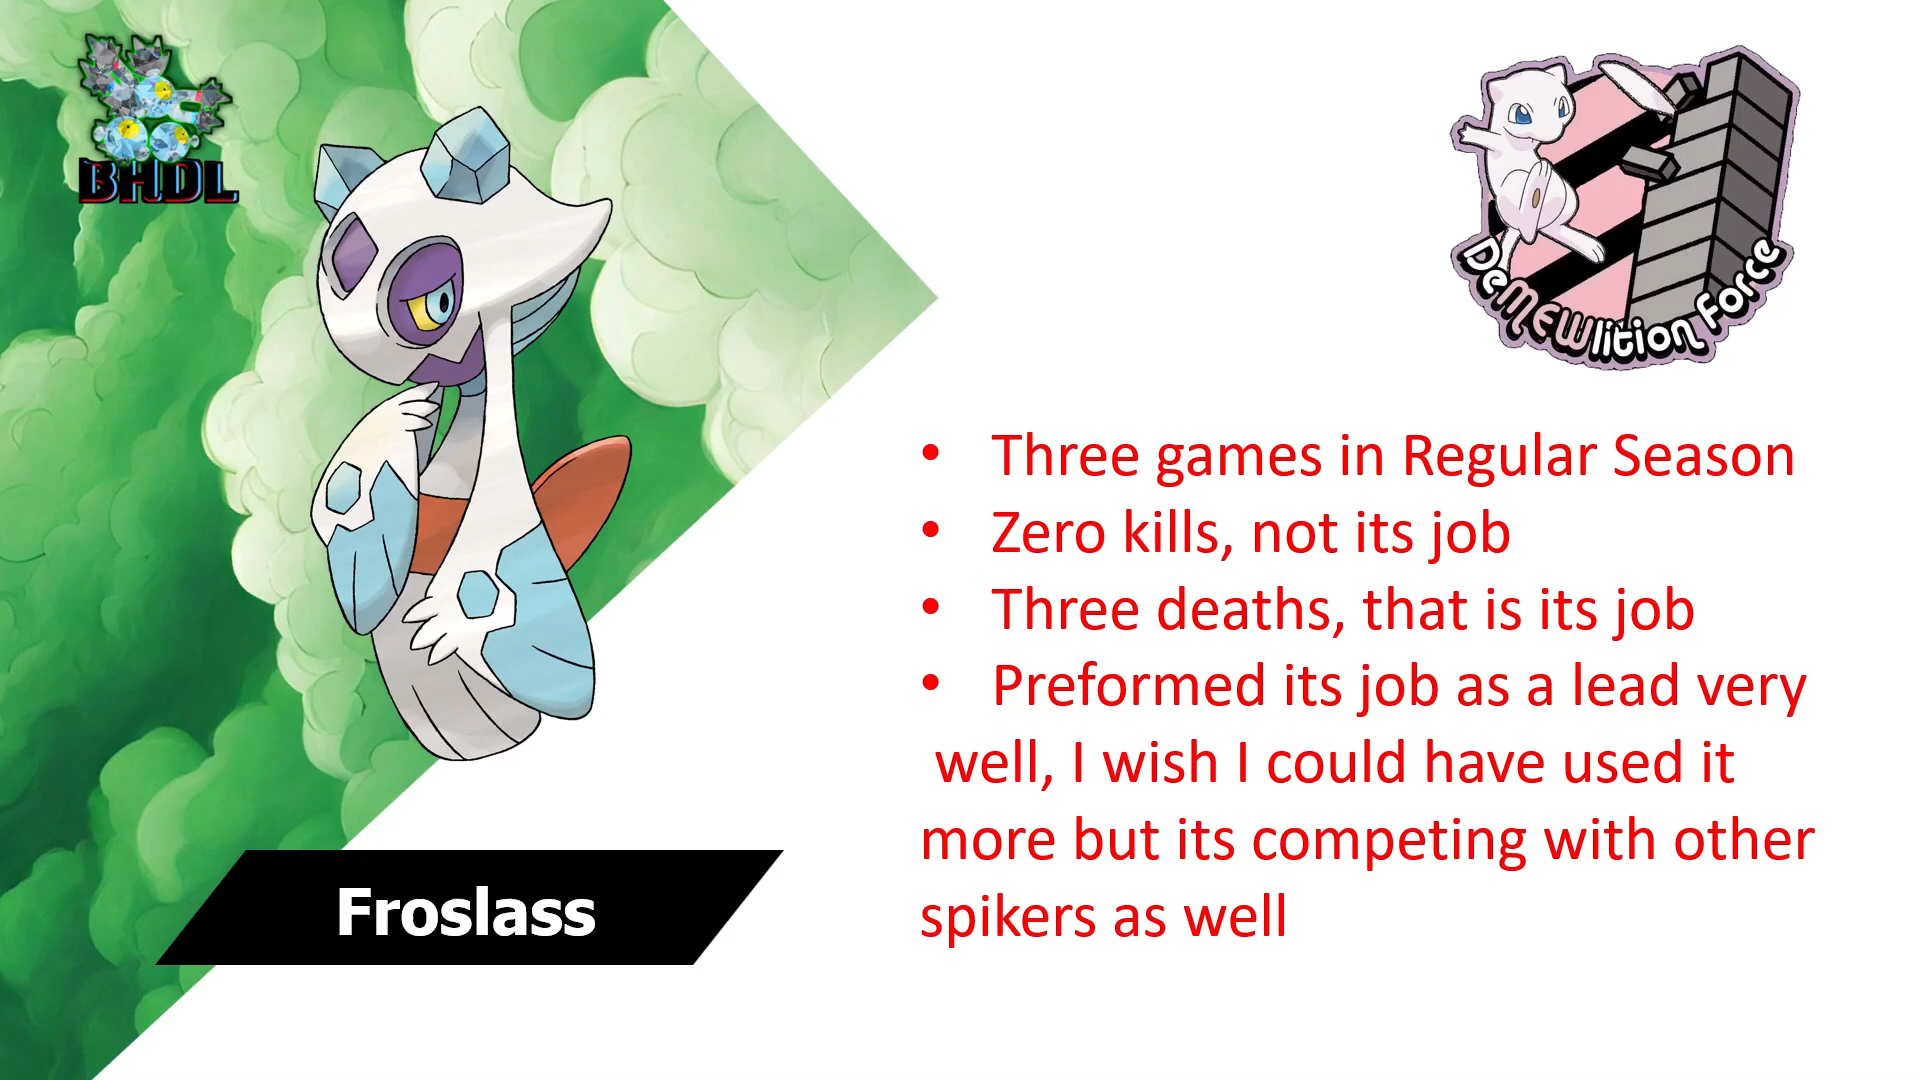 BHDL
DeMEWlition Force
• Three games in Regular Season
• Zero kills, not its job
• Three deaths, that is its job
• Preformed its job as a lead very
well, I wish I could have used it
more but its competing with other
spikers as well
Froslass